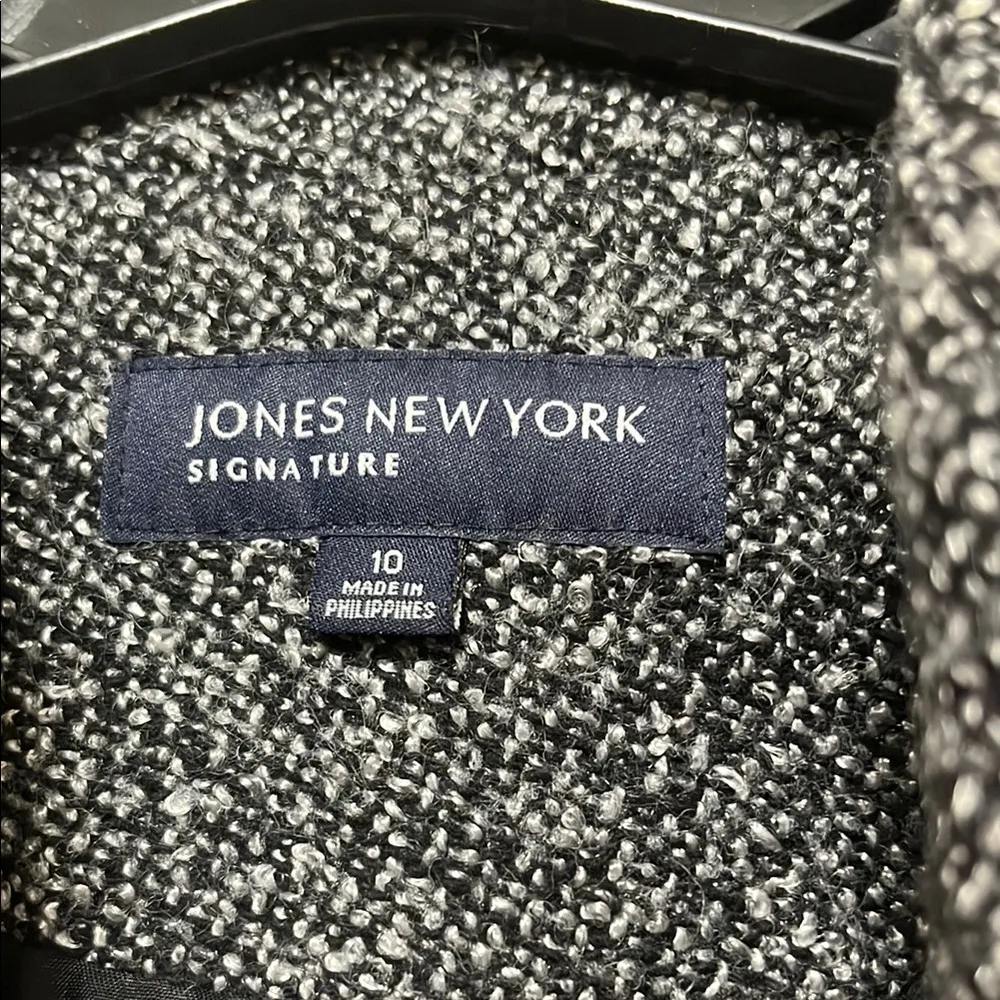 JONES NEW YORK
SIGNATURE
10
MADE IN
PHILIPPINES